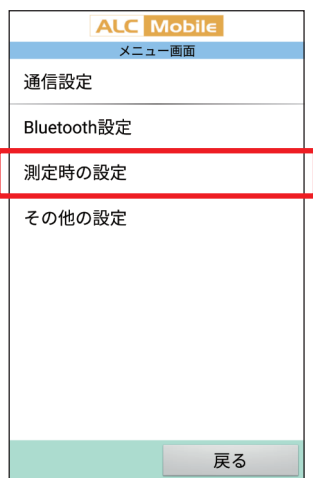 ALC Mobile
メニュー画面
通信設定
Bluetooth設定
測定時の設定
その他の設定
戻る